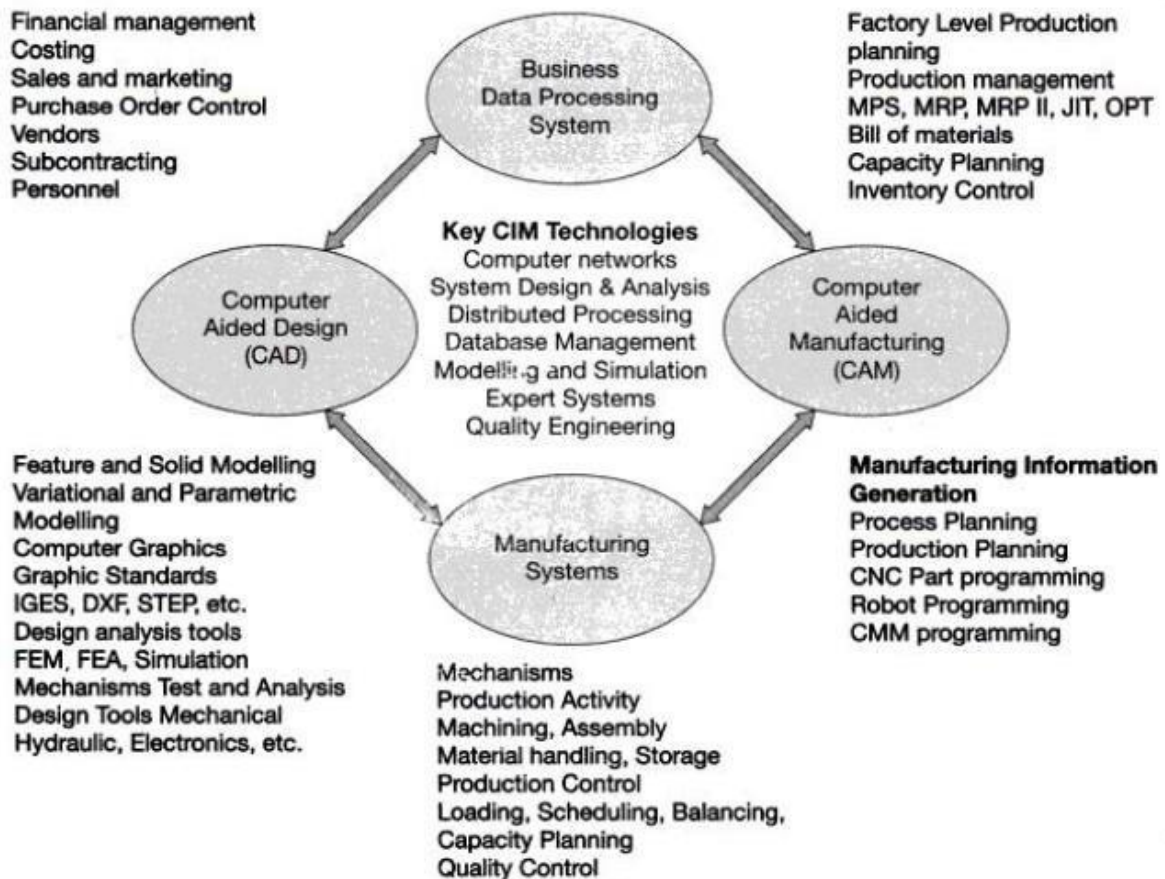 Financial management
Costing
Sales and marketing
Purchase Order Control
Vendors
Subcontracting
Personnel
Business
Data Processing
System
Factory Level Production
planning
Production management
MPS, MRP, MRP II, JIT, OPT
Bill of materials
Capacity Planning
Inventory Control
Computer
Aided Design
(CAD)
Key CIM Technologies
Computer networks
System Design & Analysis
Distributed Processing
Database Management
Modelling and Simulation
Expert Systems
Quality Engineering
Computer
Aided
Manufacturing
(CAM)
Feature and Solid Modelling
Variational and Parametric
Modelling
Computer Graphics
Graphic Standards
IGES, DXF, STEP, etc.
Design analysis tools
FEM, FEA, Simulation
Mechanisms Test and Analysis
Design Tools Mechanical
Hydraulic, Electronics, etc.
Manufacturing
Systems
Mechanisms
Production Activity
Machining, Assembly
Material handling, Storage
Production Control
Loading, Scheduling, Balancing,
Capacity Planning
Quality Control
Manufacturing Information
Generation
Process Planning
Production Planning
CNC Part programming
Robot Programming
CMM programming